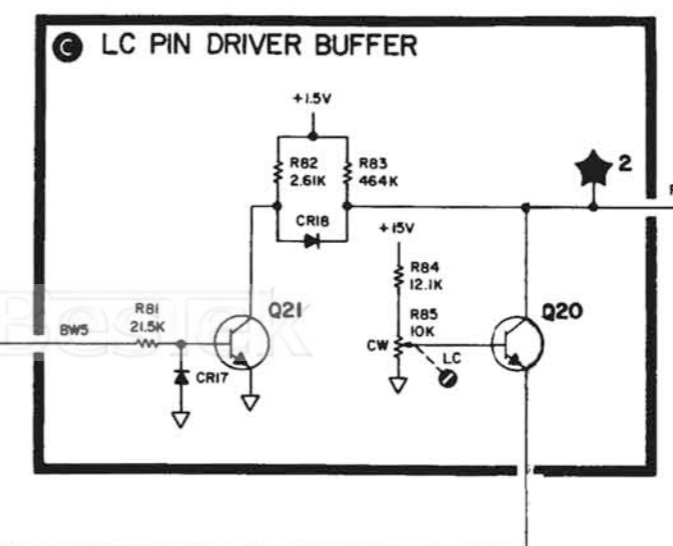 C LC PIN DRIVER BUFFER
+1.5V
R82
2.61K
R83
464K
2
CR18
+15V
R84
12.1K
R81
21.5K
Q21
R85
10K
Q20
BW5
CW
LC
CR17
Bestek